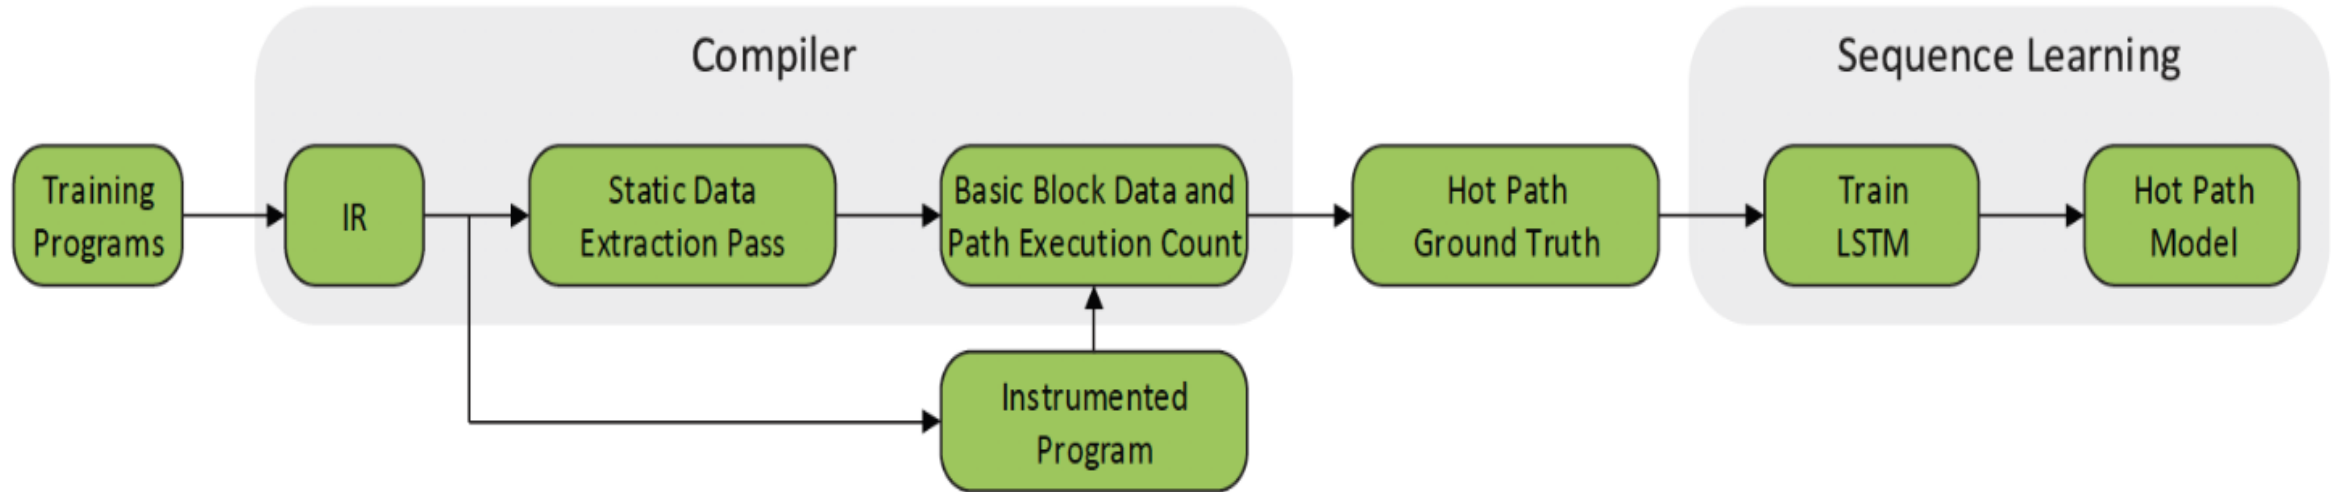 Compiler
Sequence Learning
Training
Programs
IR
Static Data
Extraction Pass
Basic Block Data and
Path Execution Count
Hot Path
Ground Truth
Train
LSTM
Hot Path
Model
Instrumented
Program